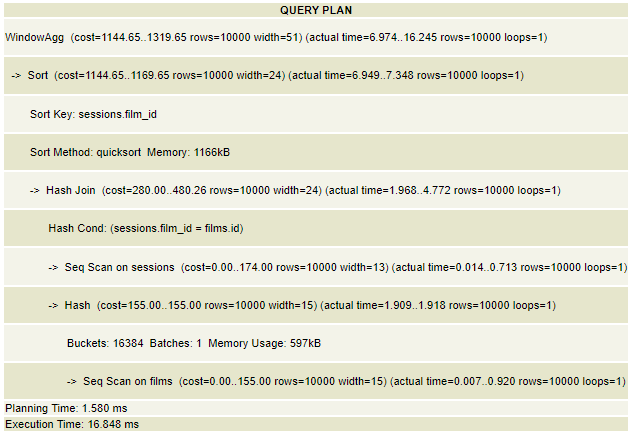 QUERY PLAN
WindowAgg (cost=1144.65..1319.65 rows=10000 width=51) (actual time=6.974..16.245 rows=10000 loops=1)
-> Sort (cost=1144.65..1169.65 rows=10000 width=24) (actual time=6.949..7.348 rows=10000 loops=1)
Sort Key: sessions.film_id
Sort Method: quicksort Memory: 1166kB
-> Hash Join (cost=280.00..480.26 rows=10000 width=24) (actual time=1.968..4.772 rows=10000 loops=1)
Hash Cond: (sessions.film_id = films.id)
-> Seq Scan on sessions (cost=0.00..174.00 rows=10000 width=13) (actual time=0.014..0.713 rows=10000 loops=1)
-> Hash (cost=155.00..155.00 rows=10000 width=15) (actual time=1.909..1.918 rows=10000 loops=1)
Buckets: 16384 Batches: 1 Memory Usage: 597kB
-> Seq Scan on films (cost=0.00..155.00 rows=10000 width=15) (actual time=0.007..0.920 rows=10000 loops=1)
Planning Time: 1.580 ms
Execution Time: 16.848 ms